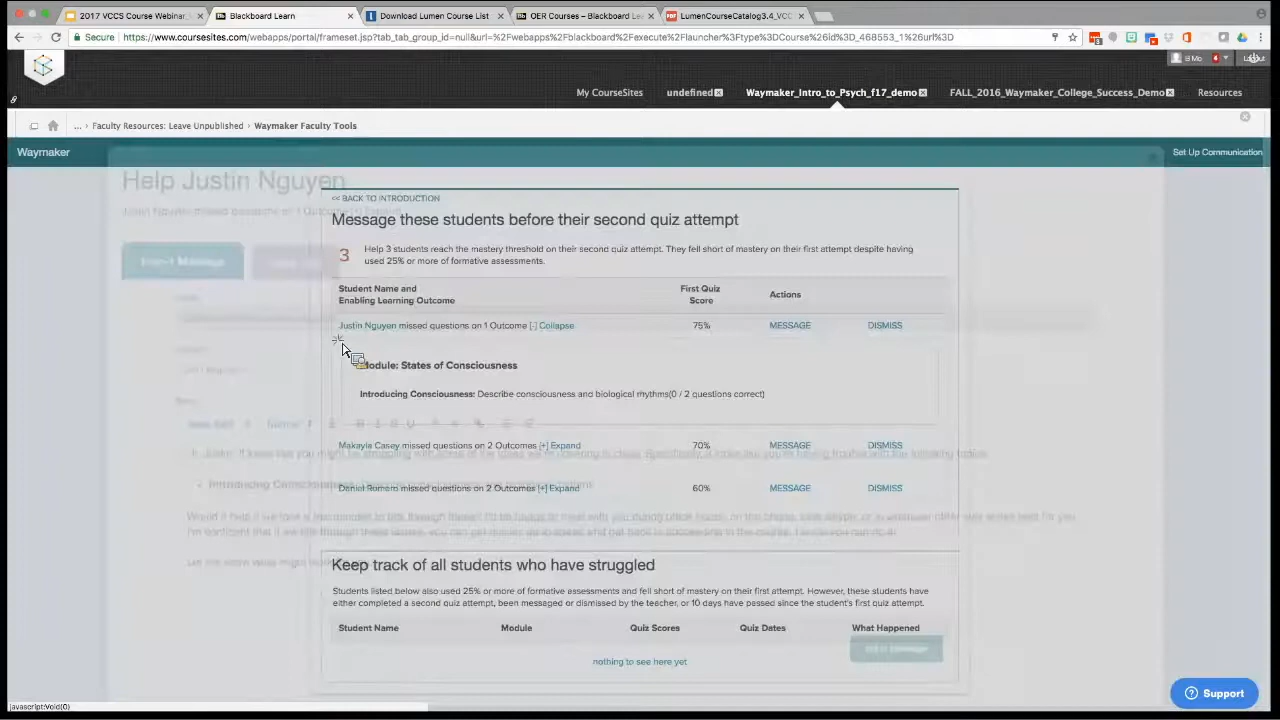 2017 VCCS Course Webinar_
Blackboard Learn
Download Lumen Course List
OER Courses – Blackboard Le
LumenCourseCatalog3.4_VCC
Secure https://www.coursesites.com/webapps/portal/frameset.jsp?tab_tab_group_id=null&url=%2Fwebapps%2Fblackboard%2Fexecute%2Flauncher%3Ftype%3DCourse%26id%3D_468553_1%26url%3D
My CourseSites
undefined
Waymaker_Intro_to_Psych_f17_demo
FALL_2016_Waymaker_College_Success_Demo
Resources
... › Faculty Resources: Leave Unpublished › Waymaker Faculty Tools
Waymaker
Set Up Communication
Help Justin Nguyen
<< BACK TO INTRODUCTION
Message these students before their second quiz attempt
3
Help 3 students reach the mastery threshold on their second quiz attempt. They fell short of mastery on their first attempt despite having
used 25% or more of formative assessments.
Student Name and
Enabling Learning Outcome
First Quiz
Score
Actions
Justin Nguyen missed questions on 1 Outcome [-] Collapse 75% MESSAGE DISMISS
Module: States of Consciousness
Introducing Consciousness: Describe consciousness and biological rhythms(0 / 2 questions correct)
Makayla Casey missed questions on 2 Outcomes [+] Expand 70% MESSAGE DISMISS
Daniel Romero missed questions on 2 Outcomes [+] Expand 60% MESSAGE DISMISS
Keep track of all students who have struggled
Students listed below also used 25% or more of formative assessments and fell short of mastery on their first attempt. However, these students have
either completed a second quiz attempt, been messaged or dismissed by the teacher, or 10 days have passed since the student's first quiz attempt.
Student Name Module Quiz Scores Quiz Dates What Happened
nothing to see here yet
Support
javascript:Void(0)